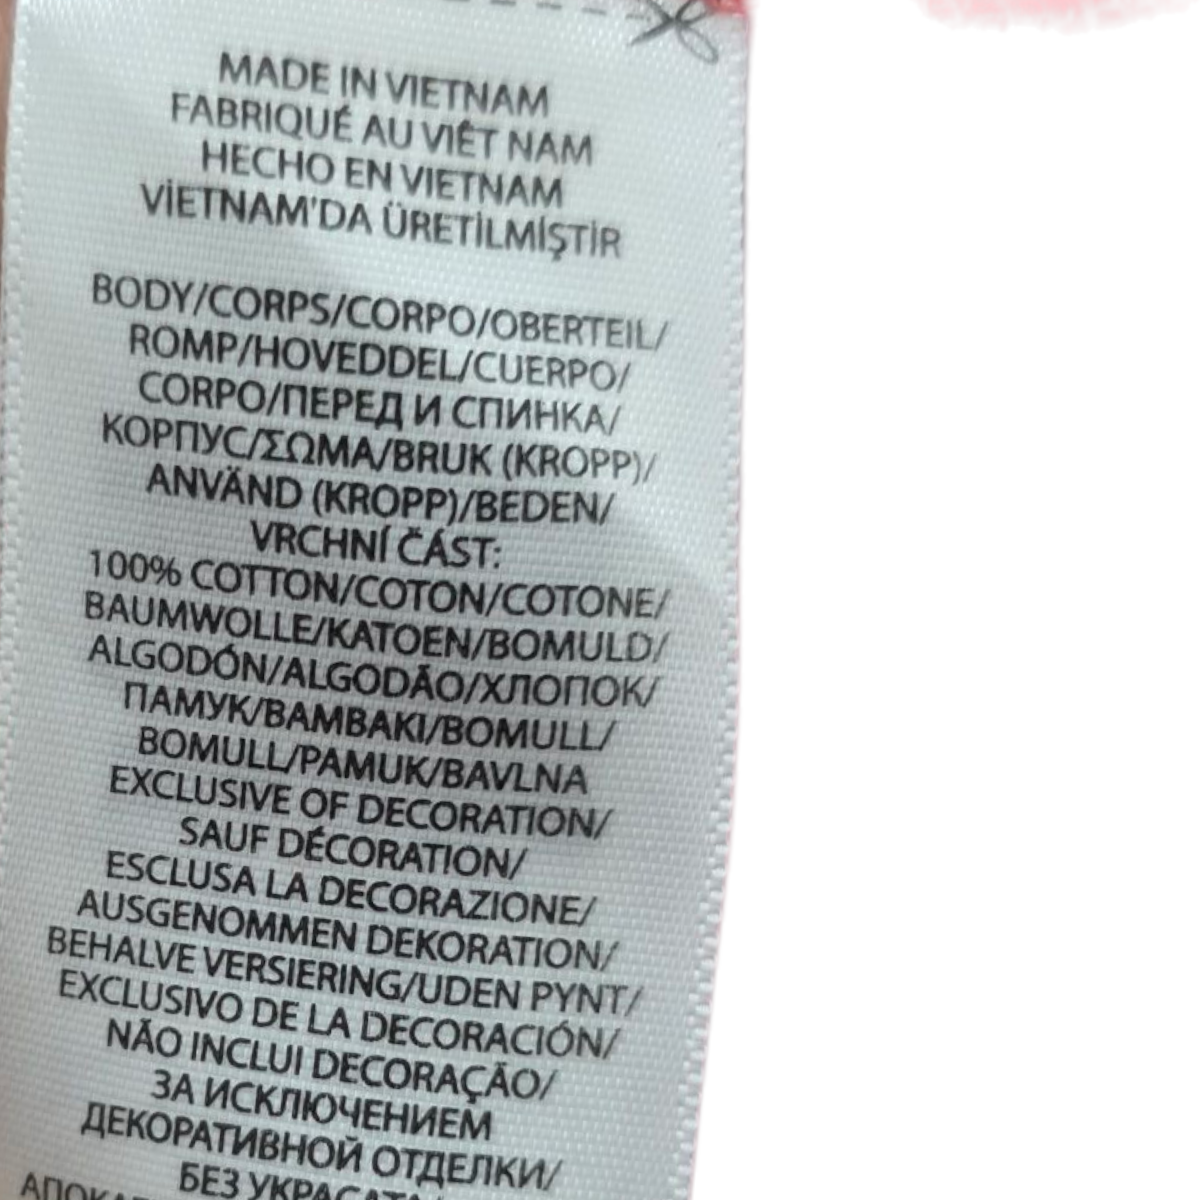 MADE IN VIETNAM
FABRIQUÉ AU VIÊT NAM
HECHO EN VIETNAM
VİETNAM'DA ÜRETİLMİŞTİR
BODY/CORPS/CORPO/OBERTEIL/
ROMP/HOVEDDEL/CUERPO/
CORPO/ПЕРЕД И СПИНКА/
КОРПУС/ΣΩΜΑ/BRUK (KROPP)/
ANVÄND (KROPP)/BEDEN/
VRCHNÍ ČÁST:
100% COTTON/COTON/COTONE/
BAUMWOLLE/KATOEN/BOMULD/
ALGODÓN/ALGODÃO/ХЛОПОК/
ПАМУК/ΒΑΜΒΑΚΙ/BOMULL/
BOMULL/PAMUK/BAVLNA
EXCLUSIVE OF DECORATION/
SAUF DÉCORATION/
ESCLUSA LA DECORAZIONE/
AUSGENOMMEN DEKORATION/
BEHALVE VERSIERING/UDEN PYNT/
EXCLUSIVO DE LA DECORACIÓN/
NÃO INCLUI DECORAÇÃO/
ЗА ИСКЛЮЧЕНИЕМ
ДЕКОРАТИВНОЙ ОТДЕЛКИ/
БЕЗ УКРАСАТА/